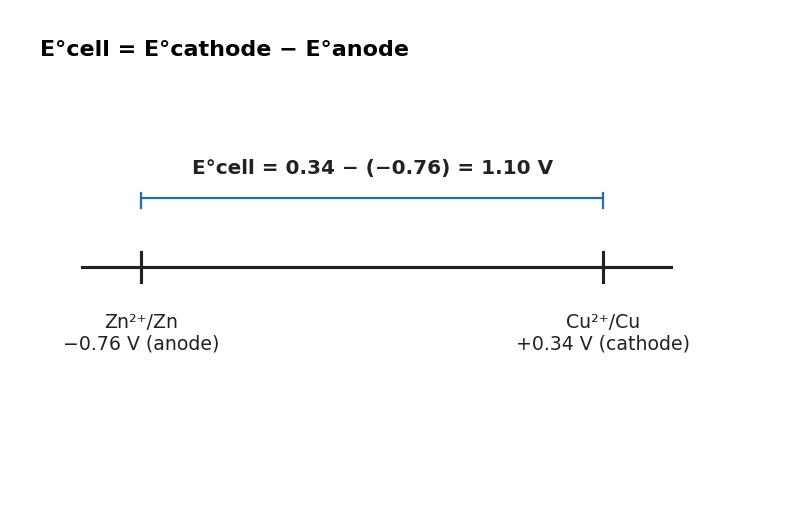 E°cell = E°cathode − E°anode
E°cell = 0.34 − (−0.76) = 1.10 V
Zn²⁺/Zn
−0.76 V (anode)
Cu²⁺/Cu
+0.34 V (cathode)